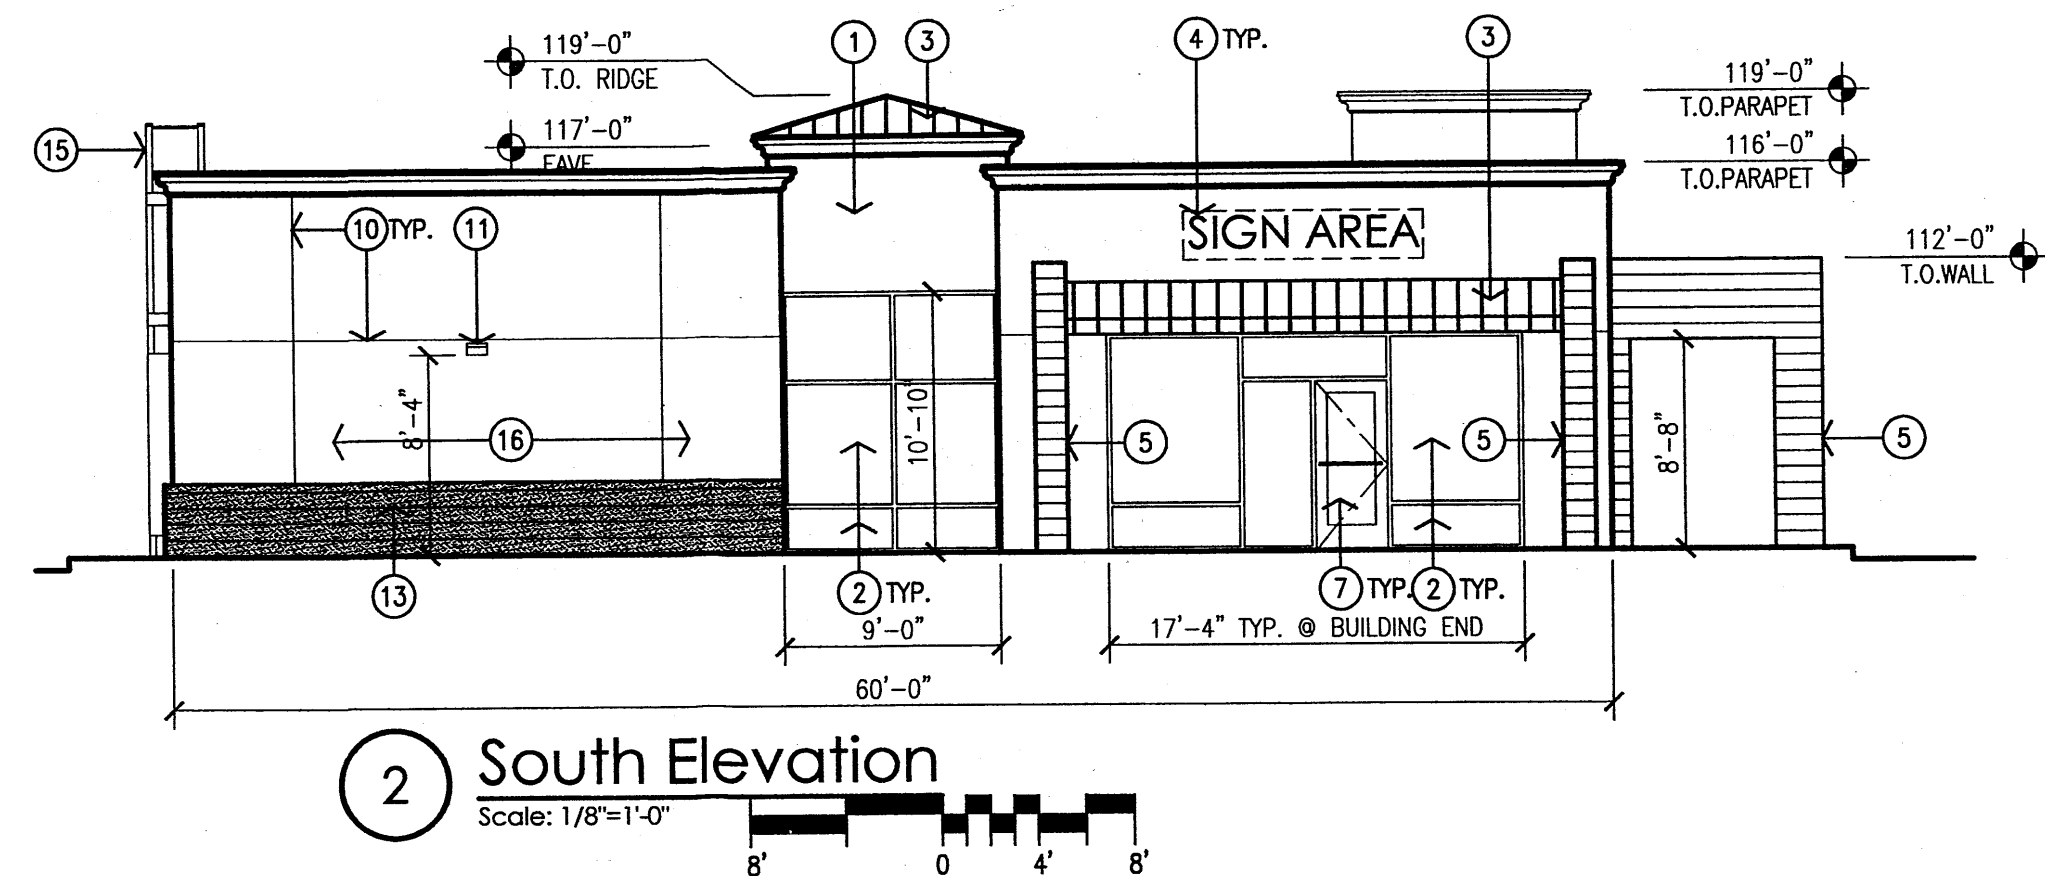 119'-0"
T.O. RIDGE
1
3
4 TYP.
3
119'-0"
T.O.PARAPET
117'-0"
EAVE
116'-0"
T.O.PARAPET
15
10 TYP.
11
SIGN AREA
112'-0"
T.O.WALL
8'-4"
16
10'-10"
5
5
8'-8"
5
13
2 TYP.
7 TYP.
2 TYP.
9'-0"
17'-4" TYP. @ BUILDING END
60'-0"
2
South Elevation
Scale: 1/8"=1'-0"
8' 0 4' 8'